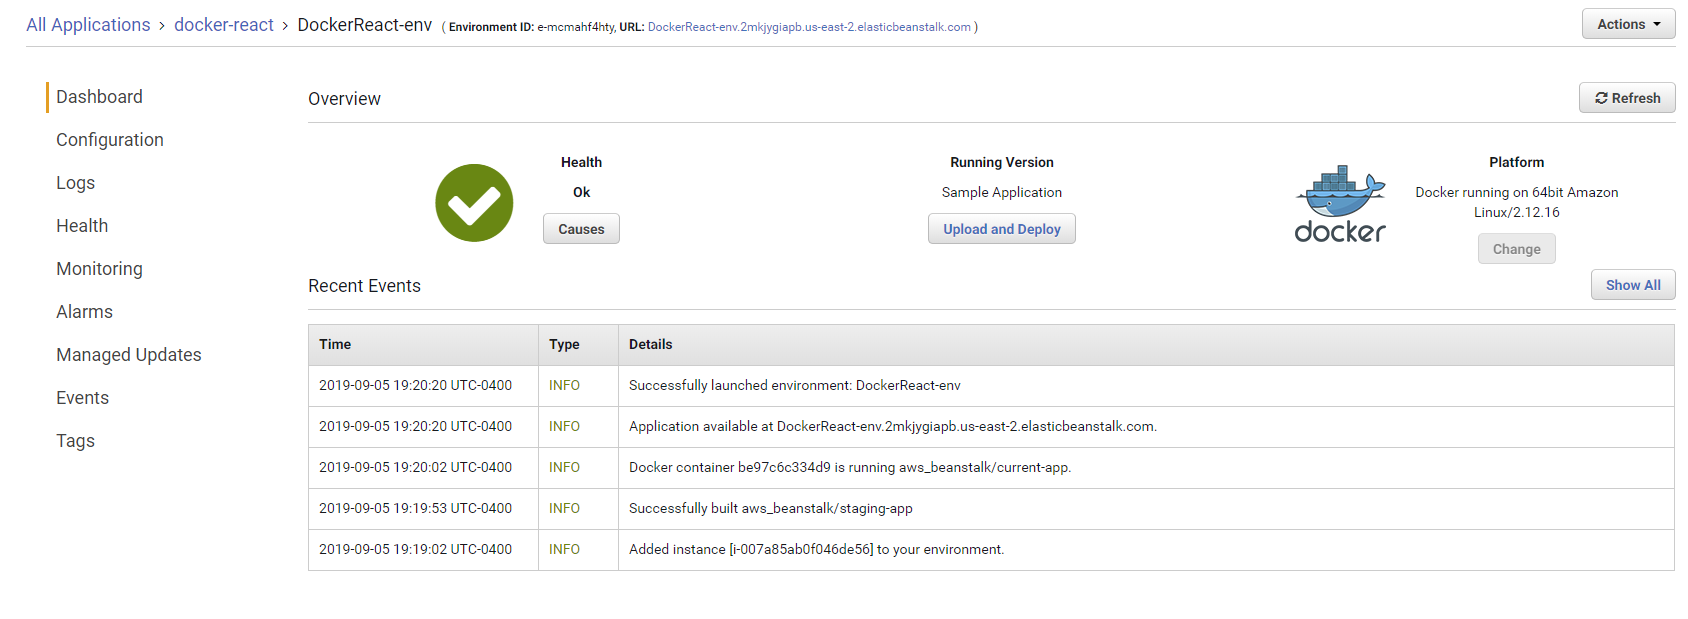 All Applications > docker-react > DockerReact-env ( Environment ID: e-mcmahf4hty, URL: DockerReact-env.2mkjygiapb.us-east-2.elasticbeanstalk.com )
Actions
Dashboard
Configuration
Logs
Health
Monitoring
Alarms
Managed Updates
Events
Tags
Overview
Refresh
Health
Ok
Causes
Running Version
Sample Application
Upload and Deploy
docker
Platform
Docker running on 64bit Amazon
Linux/2.12.16
Change
Recent Events
Show All
Time Type Details
2019-09-05 19:20:20 UTC-0400 INFO Successfully launched environment: DockerReact-env
2019-09-05 19:20:20 UTC-0400 INFO Application available at DockerReact-env.2mkjygiapb.us-east-2.elasticbeanstalk.com.
2019-09-05 19:20:02 UTC-0400 INFO Docker container be97c6c334d9 is running aws_beanstalk/current-app.
2019-09-05 19:19:53 UTC-0400 INFO Successfully built aws_beanstalk/staging-app
2019-09-05 19:19:02 UTC-0400 INFO Added instance [i-007a85ab0f046de56] to your environment.